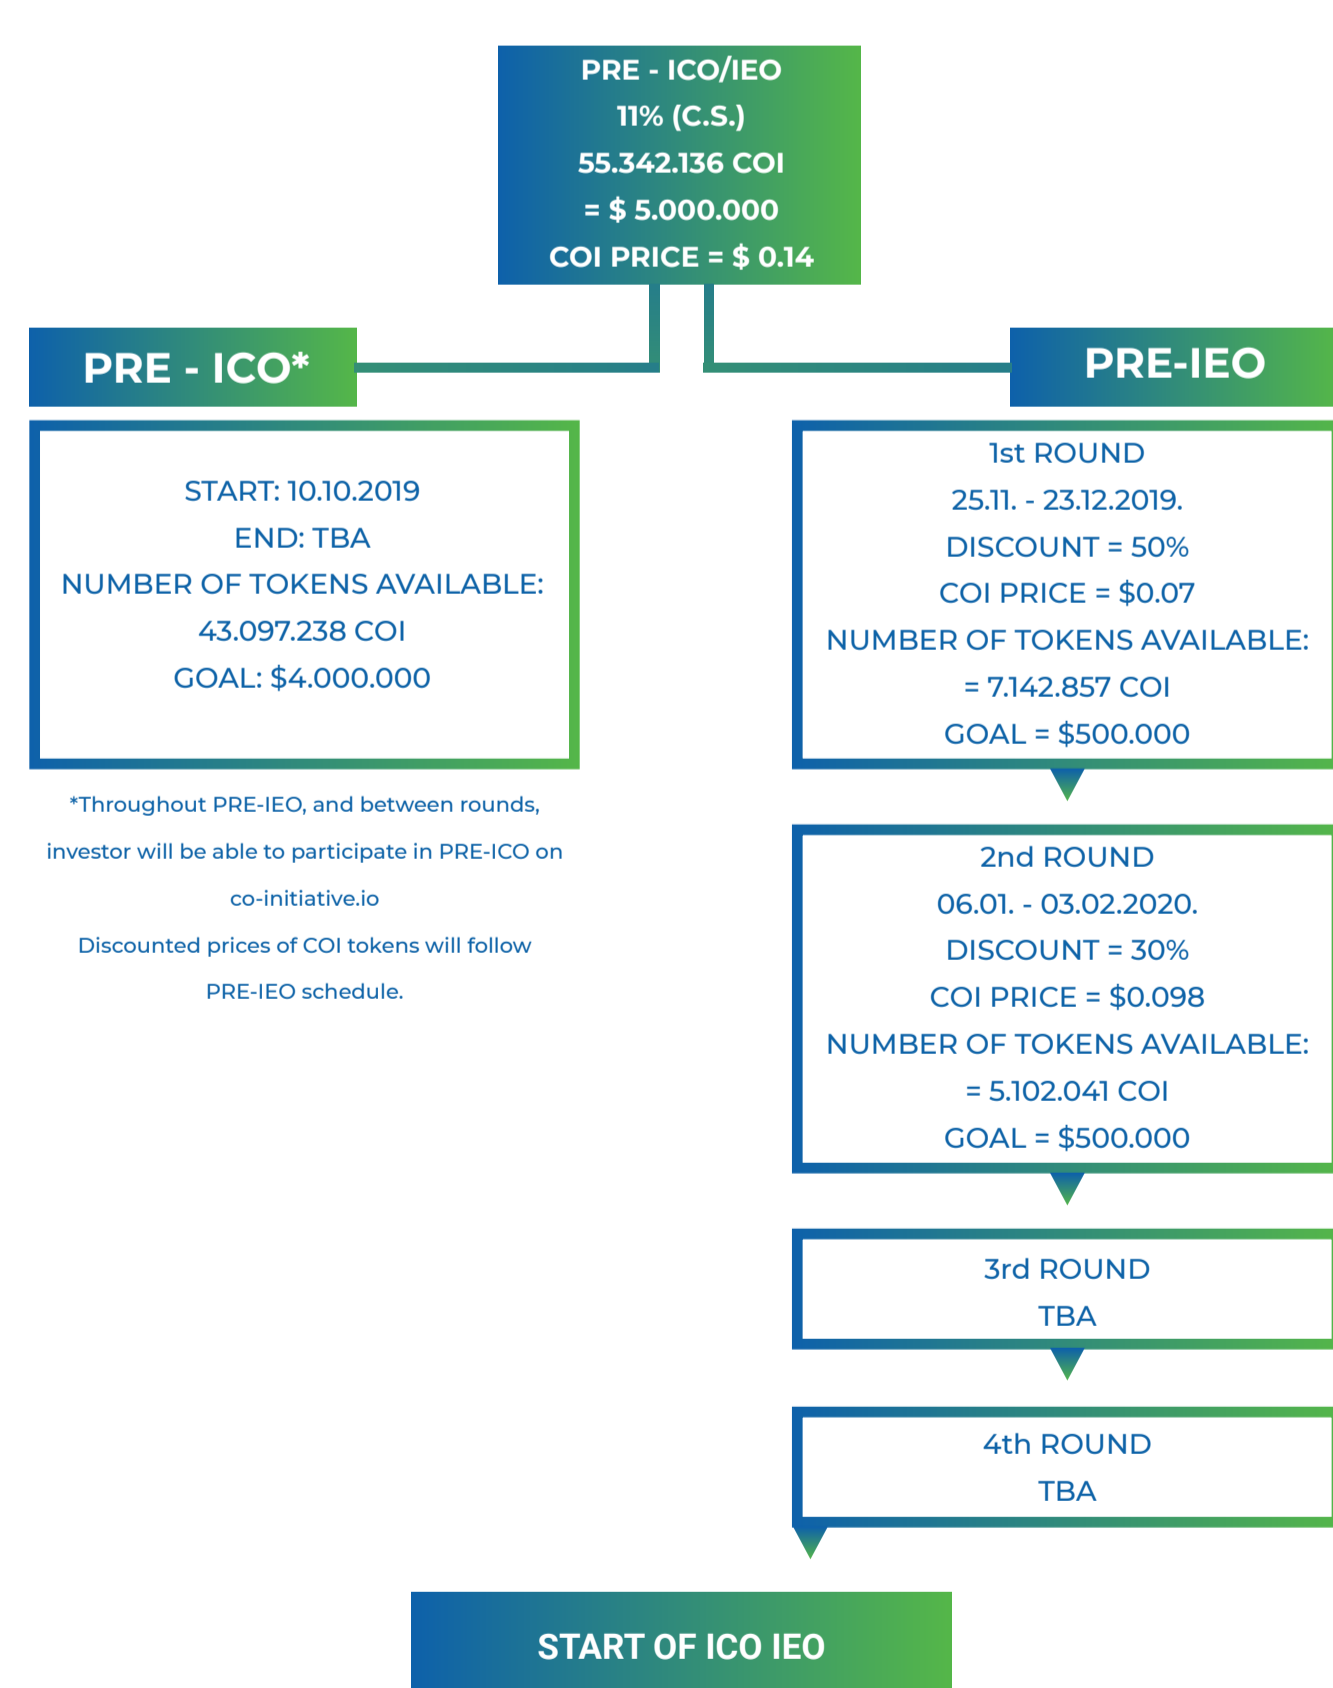 PRE - ICO/IEO
11% (C.S.)
55.342.136 COI
= $ 5.000.000
COI PRICE = $ 0.14
PRE - ICO*
START: 10.10.2019
END: TBA
NUMBER OF TOKENS AVAILABLE:
43.097.238 COI
GOAL: $4.000.000
*Throughout PRE-IEO, and between rounds,
investor will be able to participate in PRE-ICO on
co-initiative.io
Discounted prices of COI tokens will follow
PRE-IEO schedule.
PRE-IEO
1st ROUND
25.11. - 23.12.2019.
DISCOUNT = 50%
COI PRICE = $0.07
NUMBER OF TOKENS AVAILABLE:
= 7.142.857 COI
GOAL = $500.000
2nd ROUND
06.01. - 03.02.2020.
DISCOUNT = 30%
COI PRICE = $0.098
NUMBER OF TOKENS AVAILABLE:
= 5.102.041 COI
GOAL = $500.000
3rd ROUND
TBA
4th ROUND
TBA
START OF ICO IEO